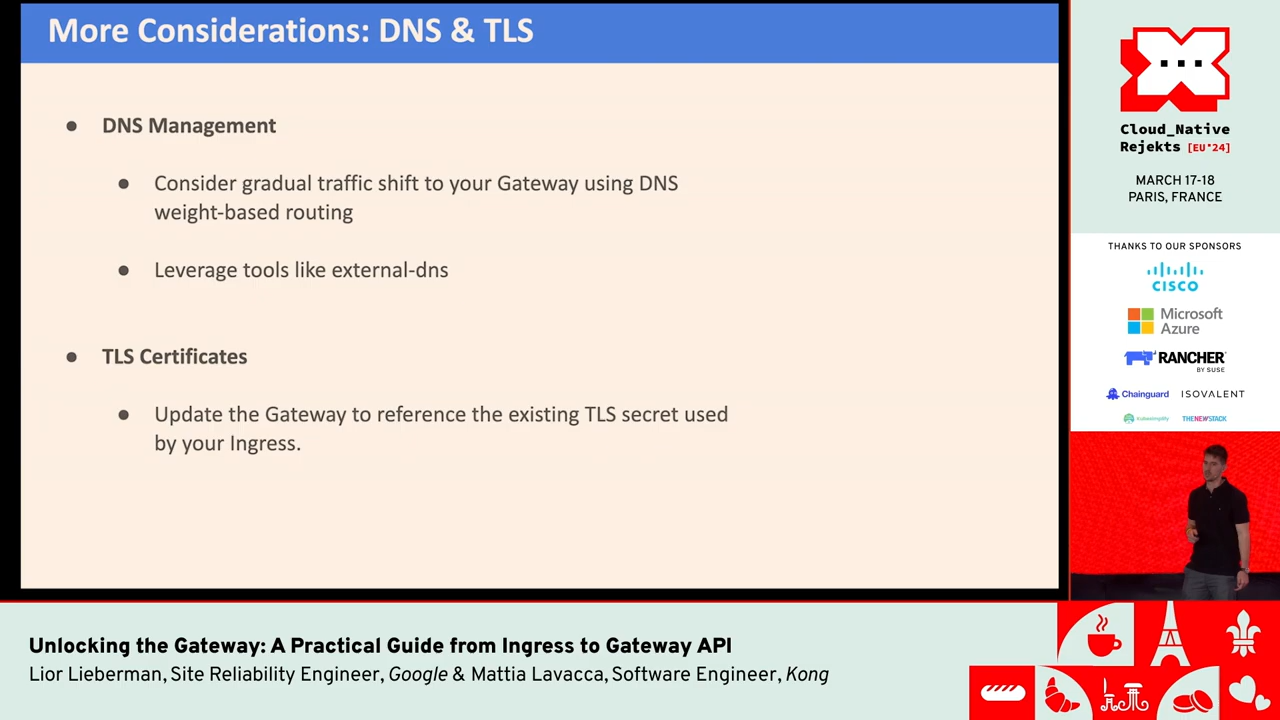 More Considerations: DNS & TLS
● DNS Management
● Consider gradual traffic shift to your Gateway using DNS
weight-based routing
● Leverage tools like external-dns
● TLS Certificates
● Update the Gateway to reference the existing TLS secret used
by your Ingress.
Cloud_Native
Rejekts [EU'24]
MARCH 17-18
PARIS, FRANCE
THANKS TO OUR SPONSORS
CISCO
Microsoft
Azure
RANCHER
BY SUSE
Chainguard ISOVALENT
Kubesimplify THENEWSTACK
Unlocking the Gateway: A Practical Guide from Ingress to Gateway API
Lior Lieberman, Site Reliability Engineer, Google & Mattia Lavacca, Software Engineer, Kong